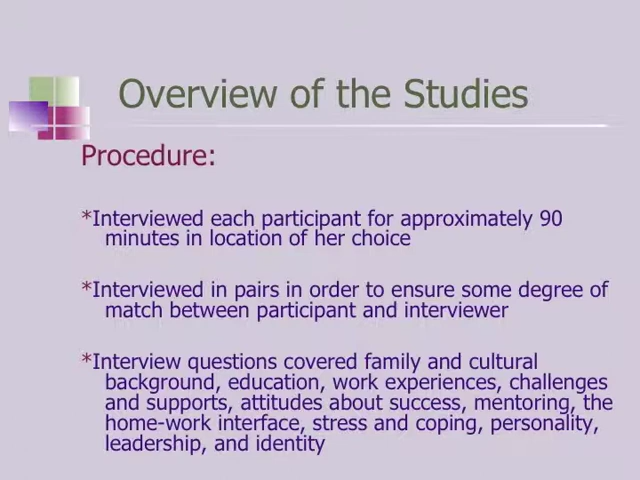 Overview of the Studies
Procedure:
*Interviewed each participant for approximately 90
minutes in location of her choice
*Interviewed in pairs in order to ensure some degree of
match between participant and interviewer
*Interview questions covered family and cultural
background, education, work experiences, challenges
and supports, attitudes about success, mentoring, the
home-work interface, stress and coping, personality,
leadership, and identity